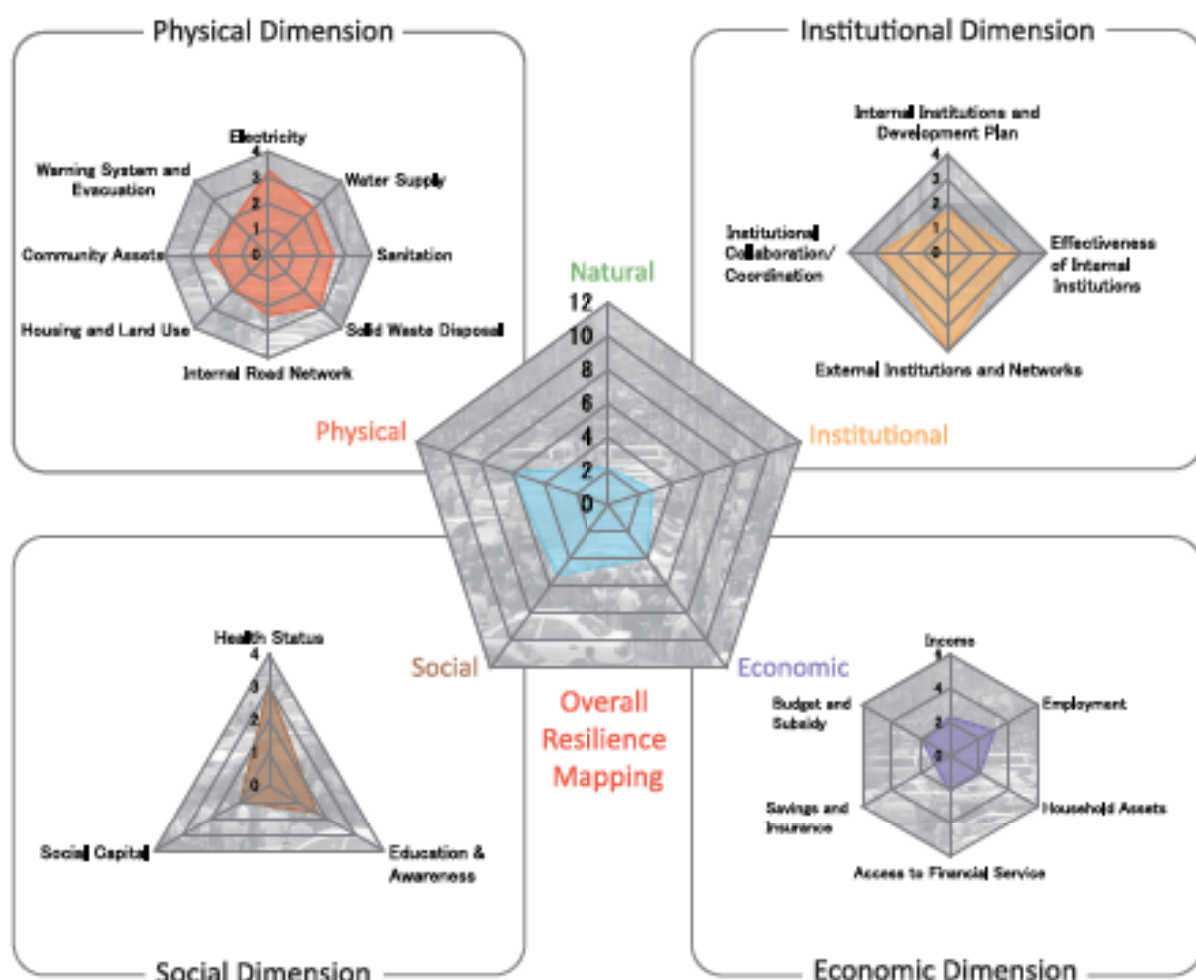 Physical Dimension
Electricity
4
3
2
1
0
Warning System and
Evacuation
Water Supply
Community Assets
Sanitation
Housing and Land Use
Solid Waste Disposal
Internal Road Network
Institutional Dimension
Internal Institutions and
Development Plan
4
3
2
1
0
Institutional
Collaboration/
Coordination
Effectiveness
of Internal
Institutions
External Institutions and Networks
Natural
12
10
8
6
4
2
0
Physical
Institutional
Social
Economic
Overall
Resilience
Mapping
Health Status
4
3
2
1
0
Social Capital
Education &
Awareness
Social Dimension
Income
6
4
2
0
Budget and
Subsidy
Employment
Savings and
Insurance
Household Assets
Access to Financial Service
Economic Dimension